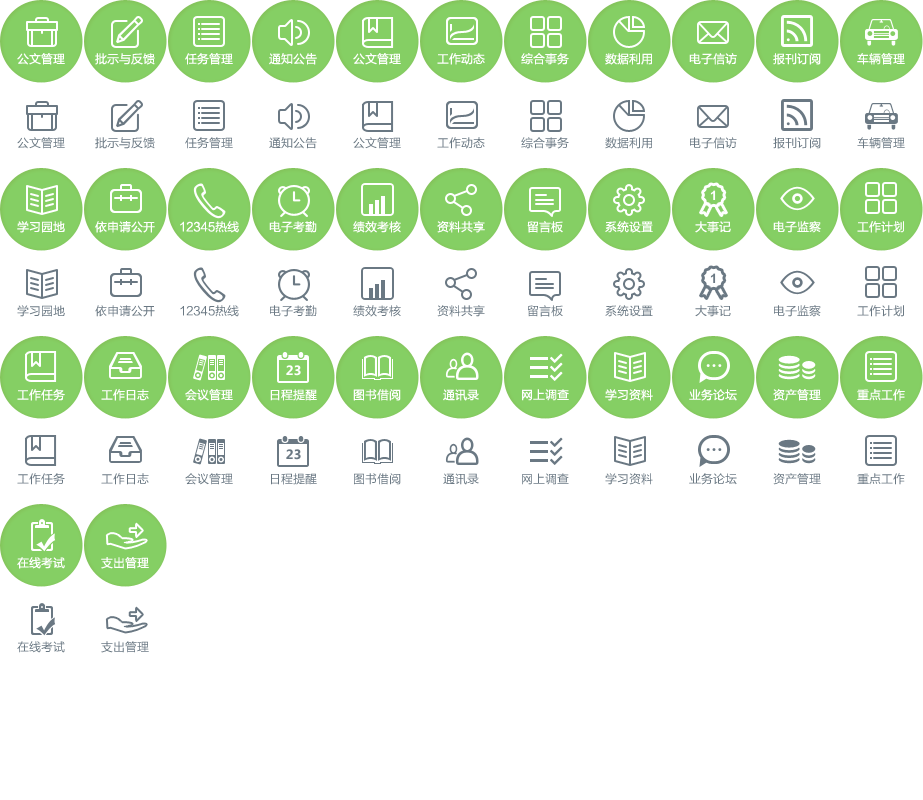 公文管理 批示与反馈 任务管理 通知公告 公文管理 工作动态 综合事务 数据利用 电子信访 报刊订阅 车辆管理
公文管理 批示与反馈 任务管理 通知公告 公文管理 工作动态 综合事务 数据利用 电子信访 报刊订阅 车辆管理
1
学习园地 依申请公开 12345热线 电子考勤 绩效考核 资料共享 留言板 系统设置 大事记 电子监察 工作计划
1
学习园地 依申请公开 12345热线 电子考勤 绩效考核 资料共享 留言板 系统设置 大事记 电子监察 工作计划
23
工作任务 工作日志 会议管理 日程提醒 图书借阅 通讯录 网上调查 学习资料 业务论坛 资产管理 重点工作
23
工作任务 工作日志 会议管理 日程提醒 图书借阅 通讯录 网上调查 学习资料 业务论坛 资产管理 重点工作
在线考试 支出管理
在线考试 支出管理